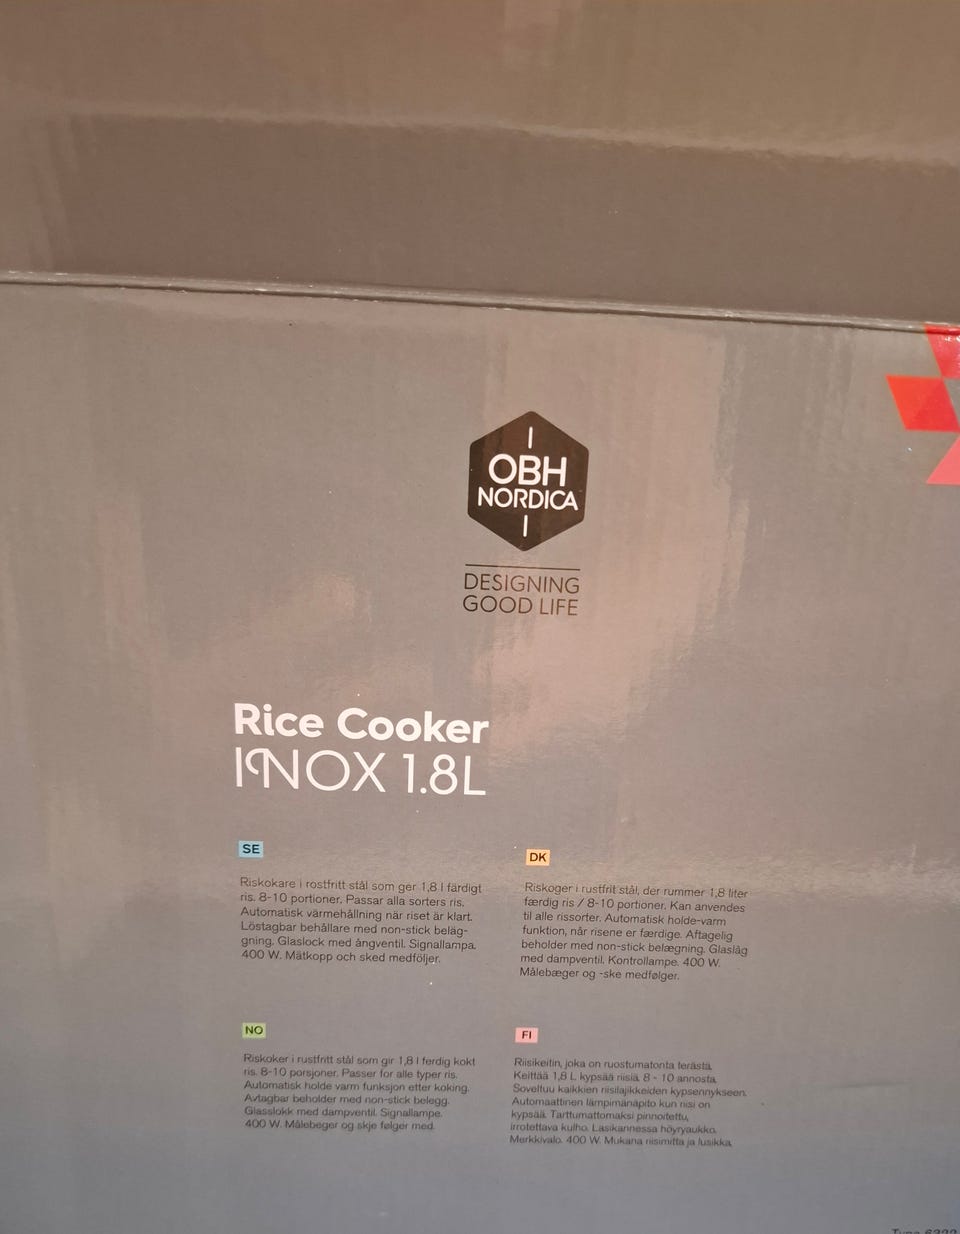 OBH
NORDICA
DESIGNING
GOOD LIFE
Rice Cooker
INOX 1.8L
SE
Riskokare i rostfritt stål som ger 1,8 l färdigt
ris. 8-10 portioner. Passar alla sorters ris.
Automatisk värmehållning när riset är klart.
Löstagbar behållare med non-stick beläg-
gning. Glaslock med ångventil. Signallampa.
400 W. Mätkopp och sked medföljer.
DK
Riskoger i rustfrit stål, der rummer 1,8 liter
færdig ris / 8-10 portioner. Kan anvendes
til alle rissorter. Automatisk holde-varm
funktion, når risene er færdige. Aftagelig
beholder med non-stick belægning. Glaslåg
med dampventil. Kontrollampe. 400 W.
Målebæger og -ske medfølger.
NO
Riskoker i rustfritt stål som gir 1,8 l ferdig kokt
ris. 8-10 porsjoner. Passer for alle typer ris.
Automatisk holde varm funksjon etter koking.
Avtagbar beholder med non-stick belegg.
Glasslokk med dampventil. Signallampe.
400 W. Målebeger og skje følger med.
FI
Riisikeitin, joka on ruostumatonta terästä.
Keittää 1,8 L kypsää riisiä. 8 - 10 annosta.
Soveltuu kaikkien riisilajikkeiden kypsennykseen.
Automaattinen lämpimänäpito kun riisi on
kypsää. Tarttumattomaksi pinnoitettu,
irrotettava kulho. Lasikannessa höyryaukko.
Merkkivalo. 400 W. Mukana riisimitta ja lusikka.